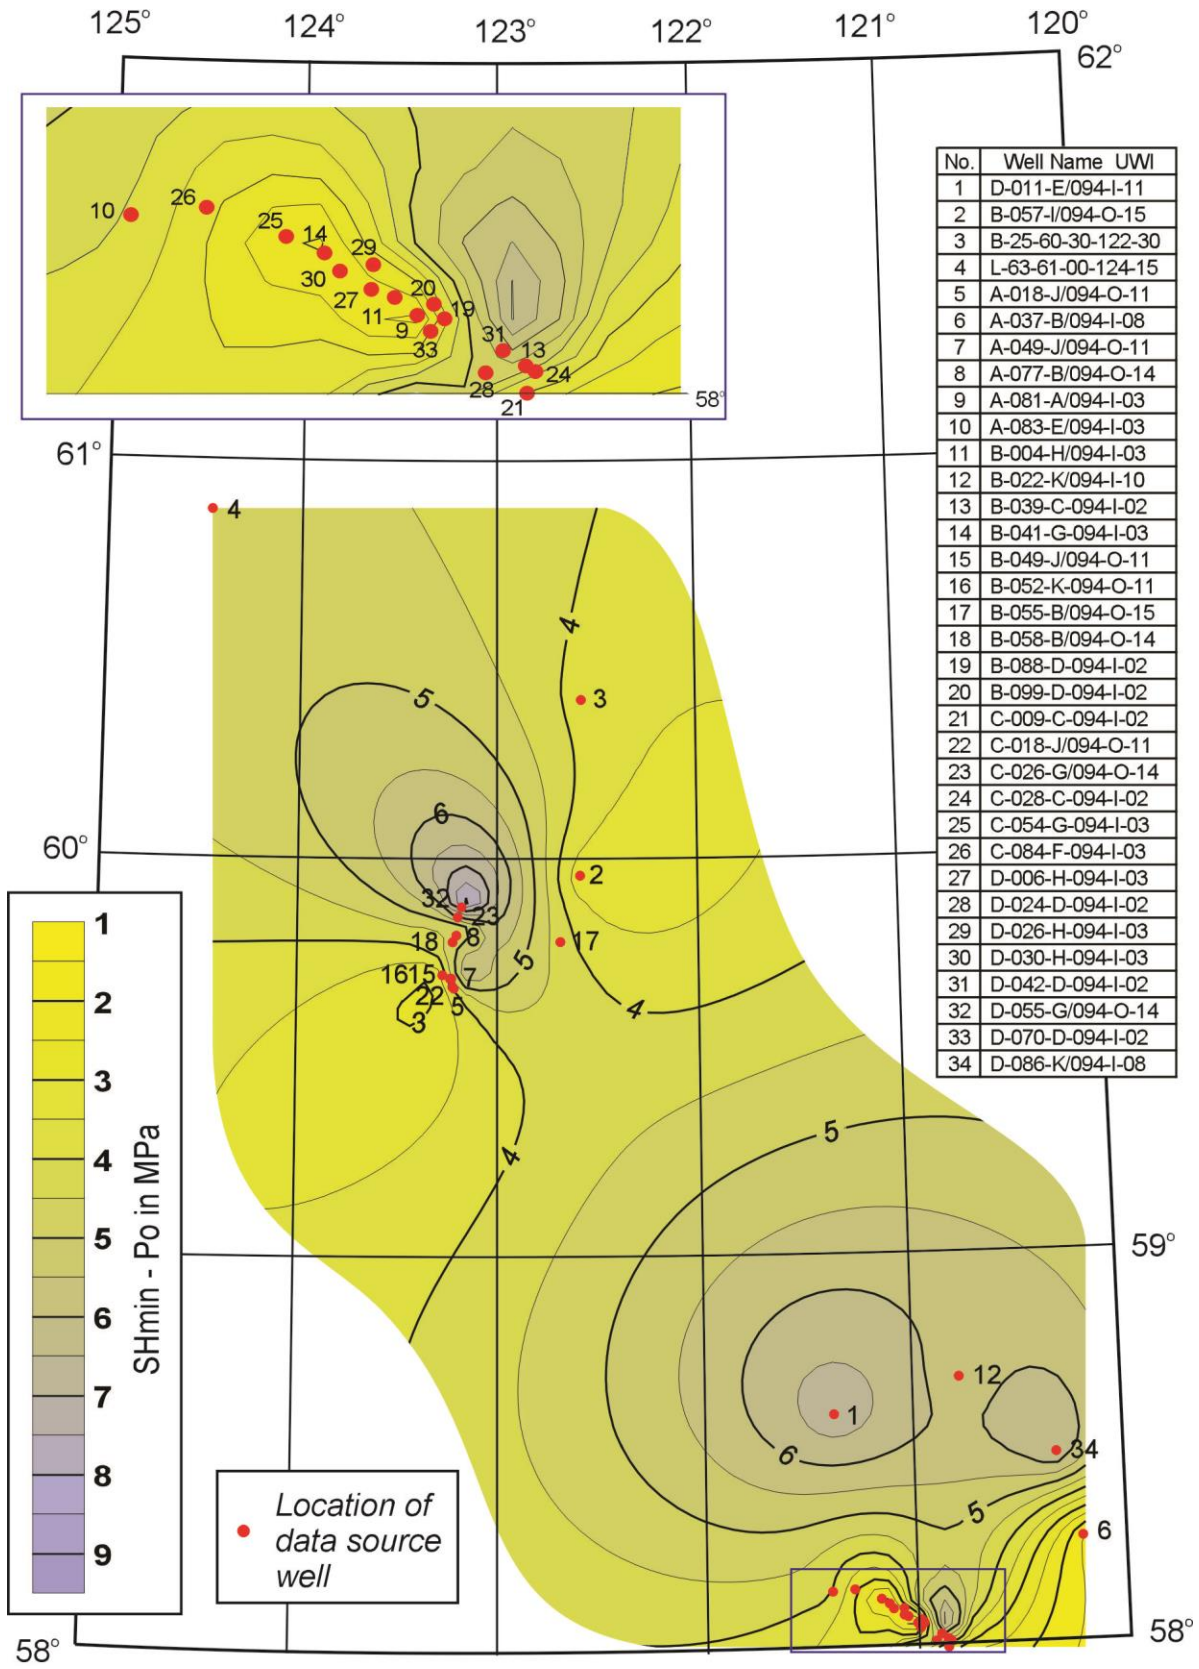 125° 124° 123° 122° 121° 120°
62°
10 26 25 14 29
30 27 20
11 19
9 33
31 13
28 24
21
58°
No. Well Name UWI
1 D-011-E/094-I-11
2 B-057-I/094-O-15
3 B-25-60-30-122-30
4 L-63-61-00-124-15
5 A-018-J/094-O-11
6 A-037-B/094-I-08
7 A-049-J/094-O-11
8 A-077-B/094-O-14
9 A-081-A/094-I-03
10 A-083-E/094-I-03
11 B-004-H/094-I-03
12 B-022-K/094-I-10
13 B-039-C-094-I-02
14 B-041-G-094-I-03
15 B-049-J/094-O-11
16 B-052-K-094-O-11
17 B-055-B/094-O-15
18 B-058-B/094-O-14
19 B-088-D-094-I-02
20 B-099-D-094-I-02
21 C-009-C-094-I-02
22 C-018-J/094-O-11
23 C-026-G/094-O-14
24 C-028-C-094-I-02
25 C-054-G-094-I-03
26 C-084-F-094-I-03
27 D-006-H-094-I-03
28 D-024-D-094-I-02
29 D-026-H-094-I-03
30 D-030-H-094-I-03
31 D-042-D-094-I-02
32 D-055-G/094-O-14
33 D-070-D-094-I-02
34 D-086-K/094-I-08
61°
4
4
3
5
6
60°
2
32
23
18 8
17
5
16 15 7
22 5
3
4
4
5
59°
12
1
6
34
5
6
58°
58°
1
2
3
4
5
6
7
8
9
SHmin - Po in MPa
Location of
data source
well